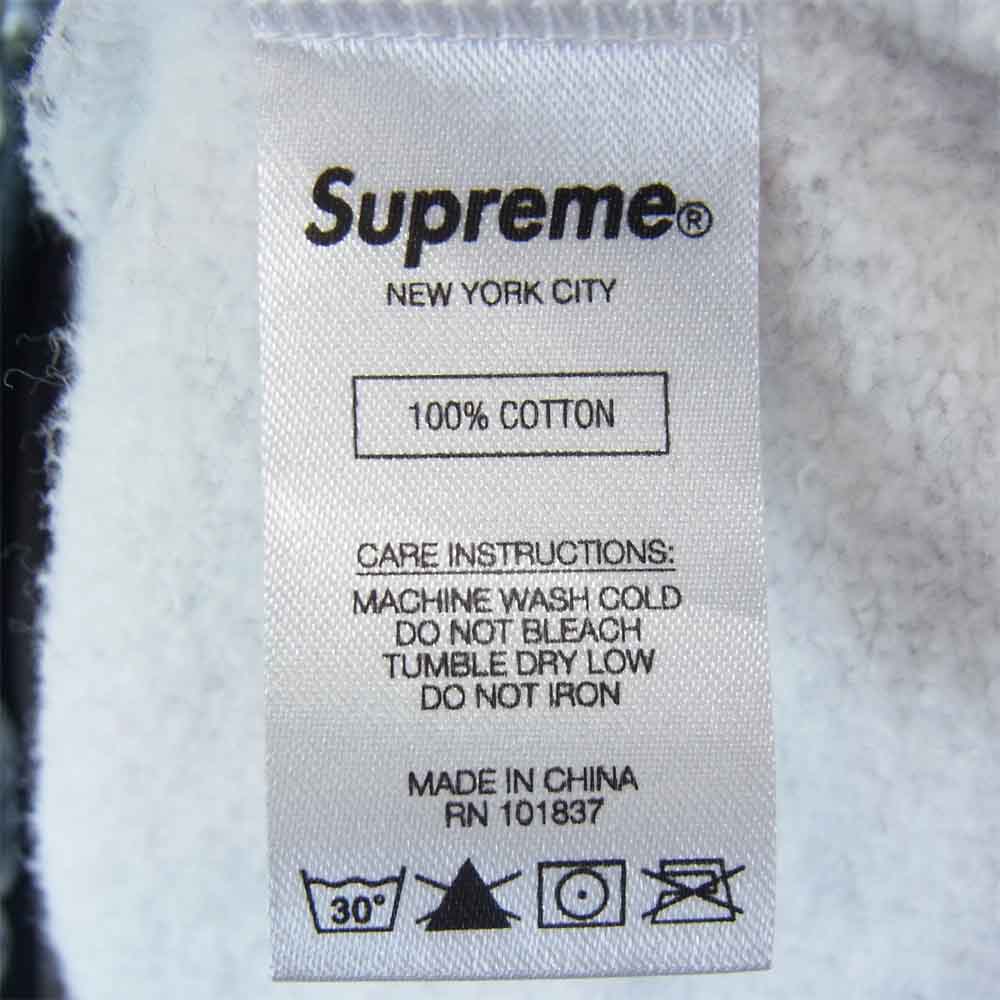 Supreme®
NEW YORK CITY
100% COTTON
CARE INSTRUCTIONS:
MACHINE WASH COLD
DO NOT BLEACH
TUMBLE DRY LOW
DO NOT IRON
MADE IN CHINA
RN 101837
30°